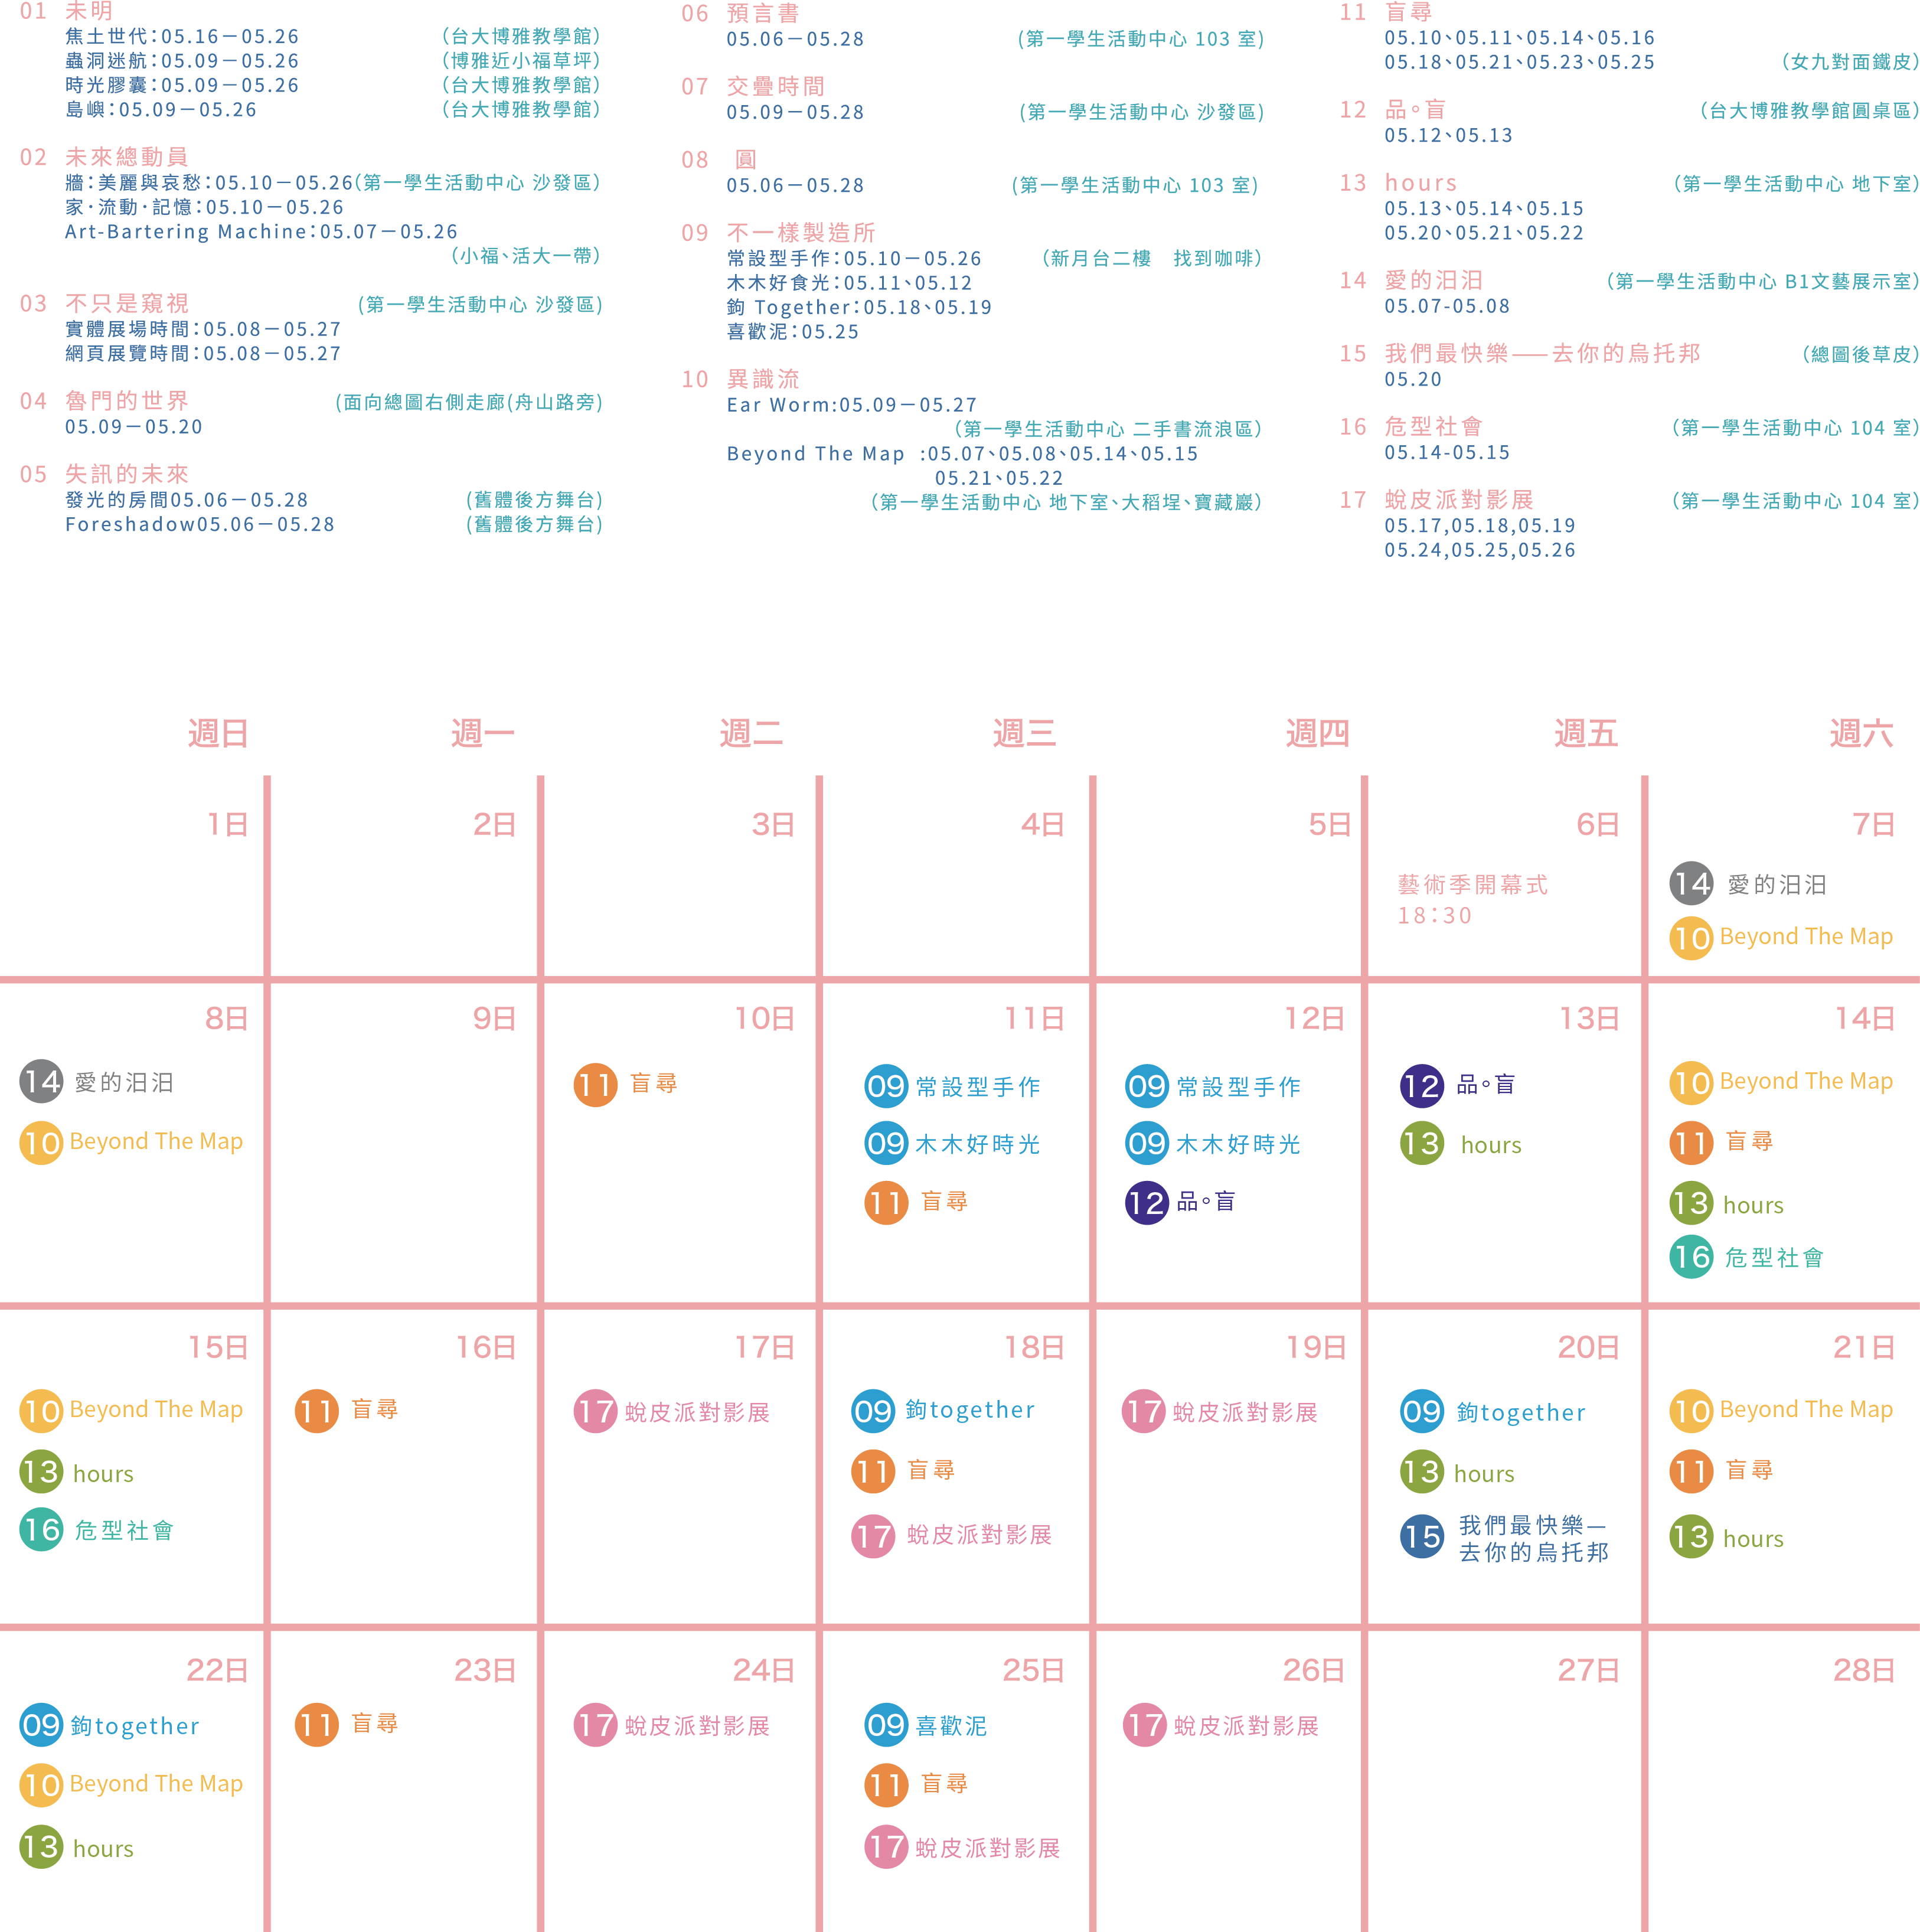 01 未明
焦土世代：05.16－05.26 （台大博雅教學館）
蟲洞迷航：05.09－05.26 （博雅近小福草坪）
時光膠囊：05.09－05.26 （台大博雅教學館）
島嶼：05.09－05.26 （台大博雅教學館）
02 未來總動員
牆：美麗與哀愁：05.10－05.26（第一學生活動中心 沙發區）
家·流動·記憶：05.10－05.26
Art-Bartering Machine：05.07－05.26
（小福、活大一帶）
03 不只是窺視 (第一學生活動中心 沙發區)
實體展場時間：05.08－05.27
網頁展覽時間：05.08－05.27
04 魯門的世界 (面向總圖右側走廊(舟山路旁)
05.09－05.20
05 失訊的未來
發光的房間05.06－05.28 (舊體後方舞台)
Foreshadow05.06－05.28 (舊體後方舞台)
06 預言書
05.06－05.28 (第一學生活動中心 103 室)
07 交疊時間
05.09－05.28 (第一學生活動中心 沙發區)
08 圓
05.06－05.28 (第一學生活動中心 103 室)
09 不一樣製造所
常設型手作：05.10－05.26 （新月台二樓　找到咖啡）
木木好食光：05.11、05.12
鉤 Together：05.18、05.19
喜歡泥：05.25
10 異識流
Ear Worm:05.09－05.27
（第一學生活動中心 二手書流浪區）
Beyond The Map :05.07、05.08、05.14、05.15
05.21、05.22
（第一學生活動中心 地下室、大稻埕、寶藏巖）
11 盲尋
05.10、05.11、05.14、05.16
05.18、05.21、05.23、05.25 （女九對面鐵皮）
12 品。盲 （台大博雅教學館圓桌區）
05.12、05.13
13 hours （第一學生活動中心 地下室）
05.13、05.14、05.15
05.20、05.21、05.22
14 愛的汨汨 （第一學生活動中心 B1文藝展示室）
05.07-05.08
15 我們最快樂——去你的烏托邦 （總圖後草皮）
05.20
16 危型社會 （第一學生活動中心 104 室）
05.14-05.15
17 蛻皮派對影展 （第一學生活動中心 104 室）
05.17,05.18,05.19
05.24,05.25,05.26
週日 週一 週二 週三 週四 週五 週六
1日 2日 3日 4日 5日 6日 7日
藝術季開幕式
18：30
14 愛的汨汨
10 Beyond The Map
8日 9日 10日 11日 12日 13日 14日
14 愛的汨汨
10 Beyond The Map
11 盲尋
09 常設型手作
09 木木好時光
11 盲尋
09 常設型手作
09 木木好時光
12 品。盲
12 品。盲
13 hours
10 Beyond The Map
11 盲尋
13 hours
16 危型社會
15日 16日 17日 18日 19日 20日 21日
10 Beyond The Map
13 hours
16 危型社會
11 盲尋
17 蛻皮派對影展
09 鉤together
11 盲尋
17 蛻皮派對影展
17 蛻皮派對影展
09 鉤together
13 hours
15 我們最快樂—
去你的烏托邦
10 Beyond The Map
11 盲尋
13 hours
22日 23日 24日 25日 26日 27日 28日
09 鉤together
10 Beyond The Map
13 hours
11 盲尋
17 蛻皮派對影展
09 喜歡泥
11 盲尋
17 蛻皮派對影展
17 蛻皮派對影展